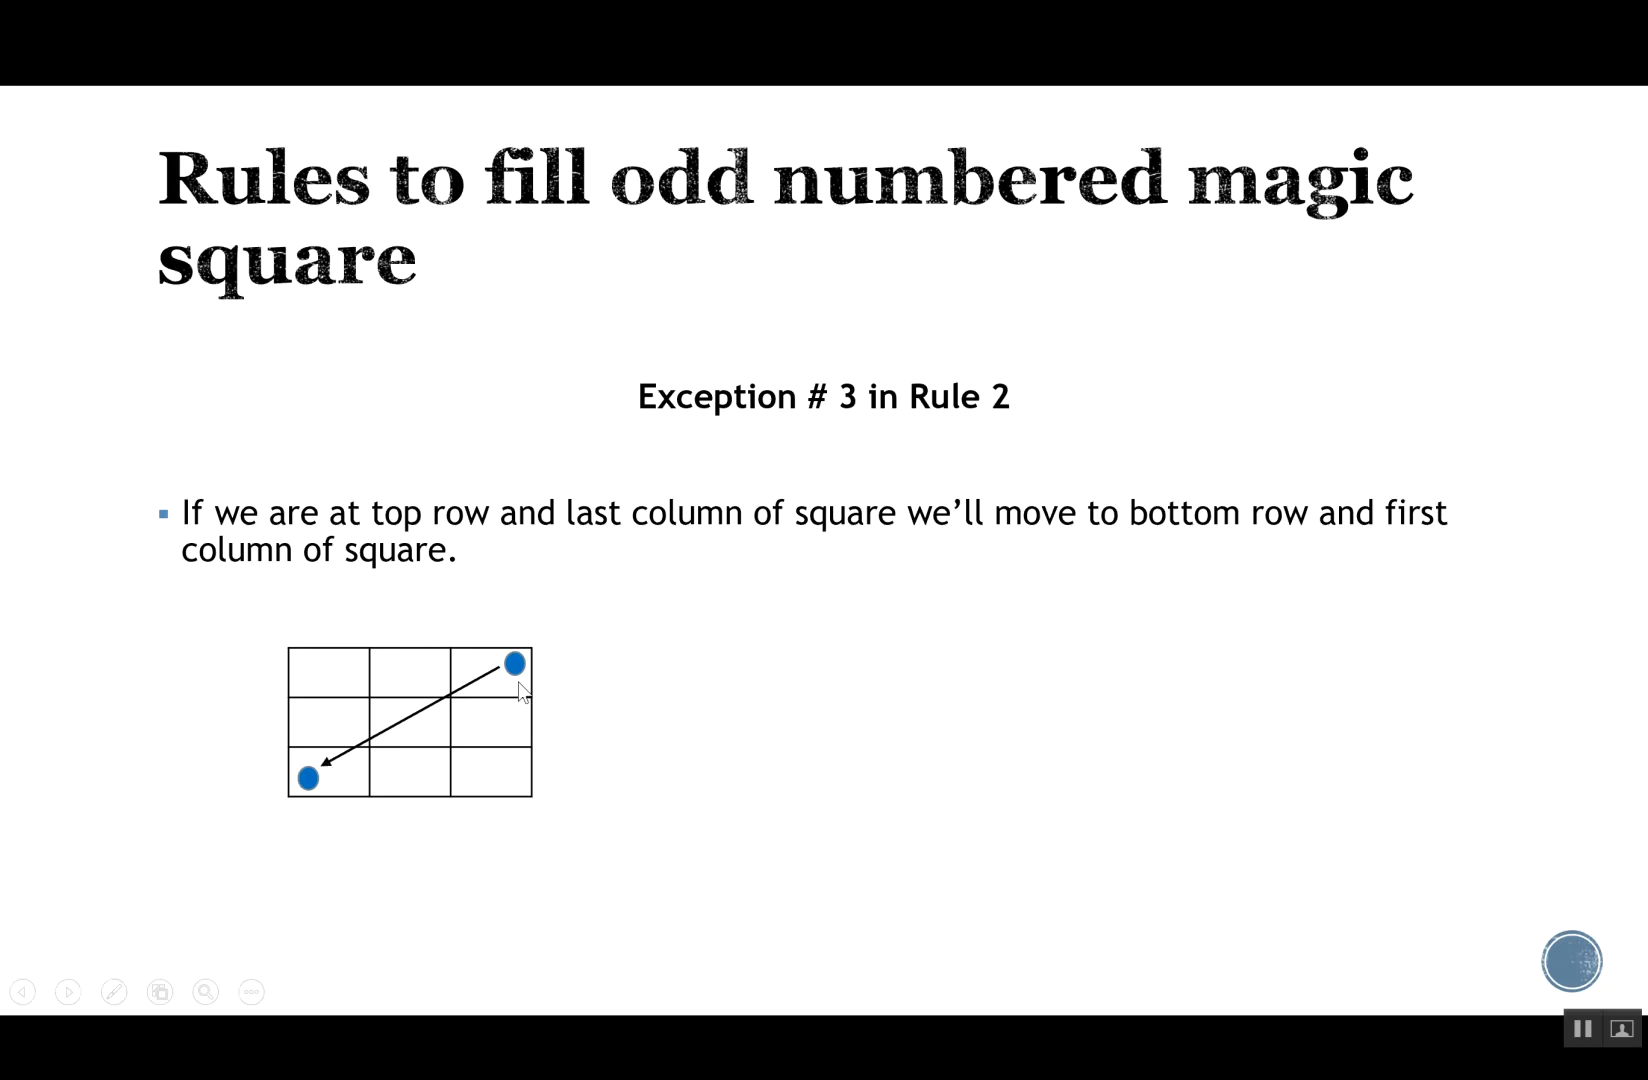 Rules to fill odd numbered magic
square
Exception # 3 in Rule 2
If we are at top row and last column of square we’ll move to bottom row and first
column of square.